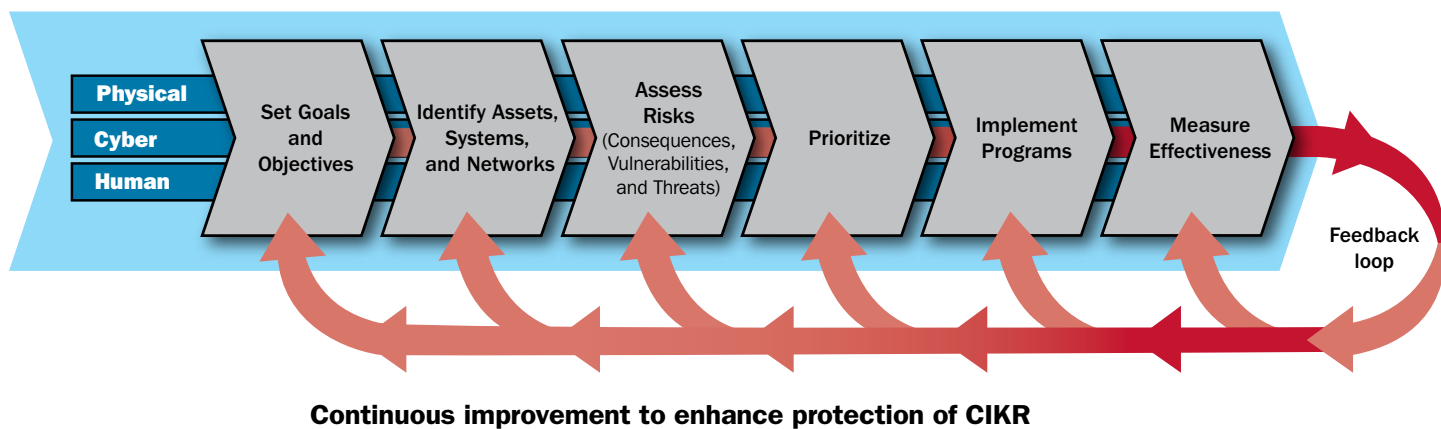 Physical
Cyber
Human
Set Goals
and
Objectives
Identify Assets,
Systems,
and Networks
Assess
Risks
(Consequences,
Vulnerabilities,
and Threats)
Prioritize
Implement
Programs
Measure
Effectiveness
Feedback
loop
Continuous improvement to enhance protection of CIKR